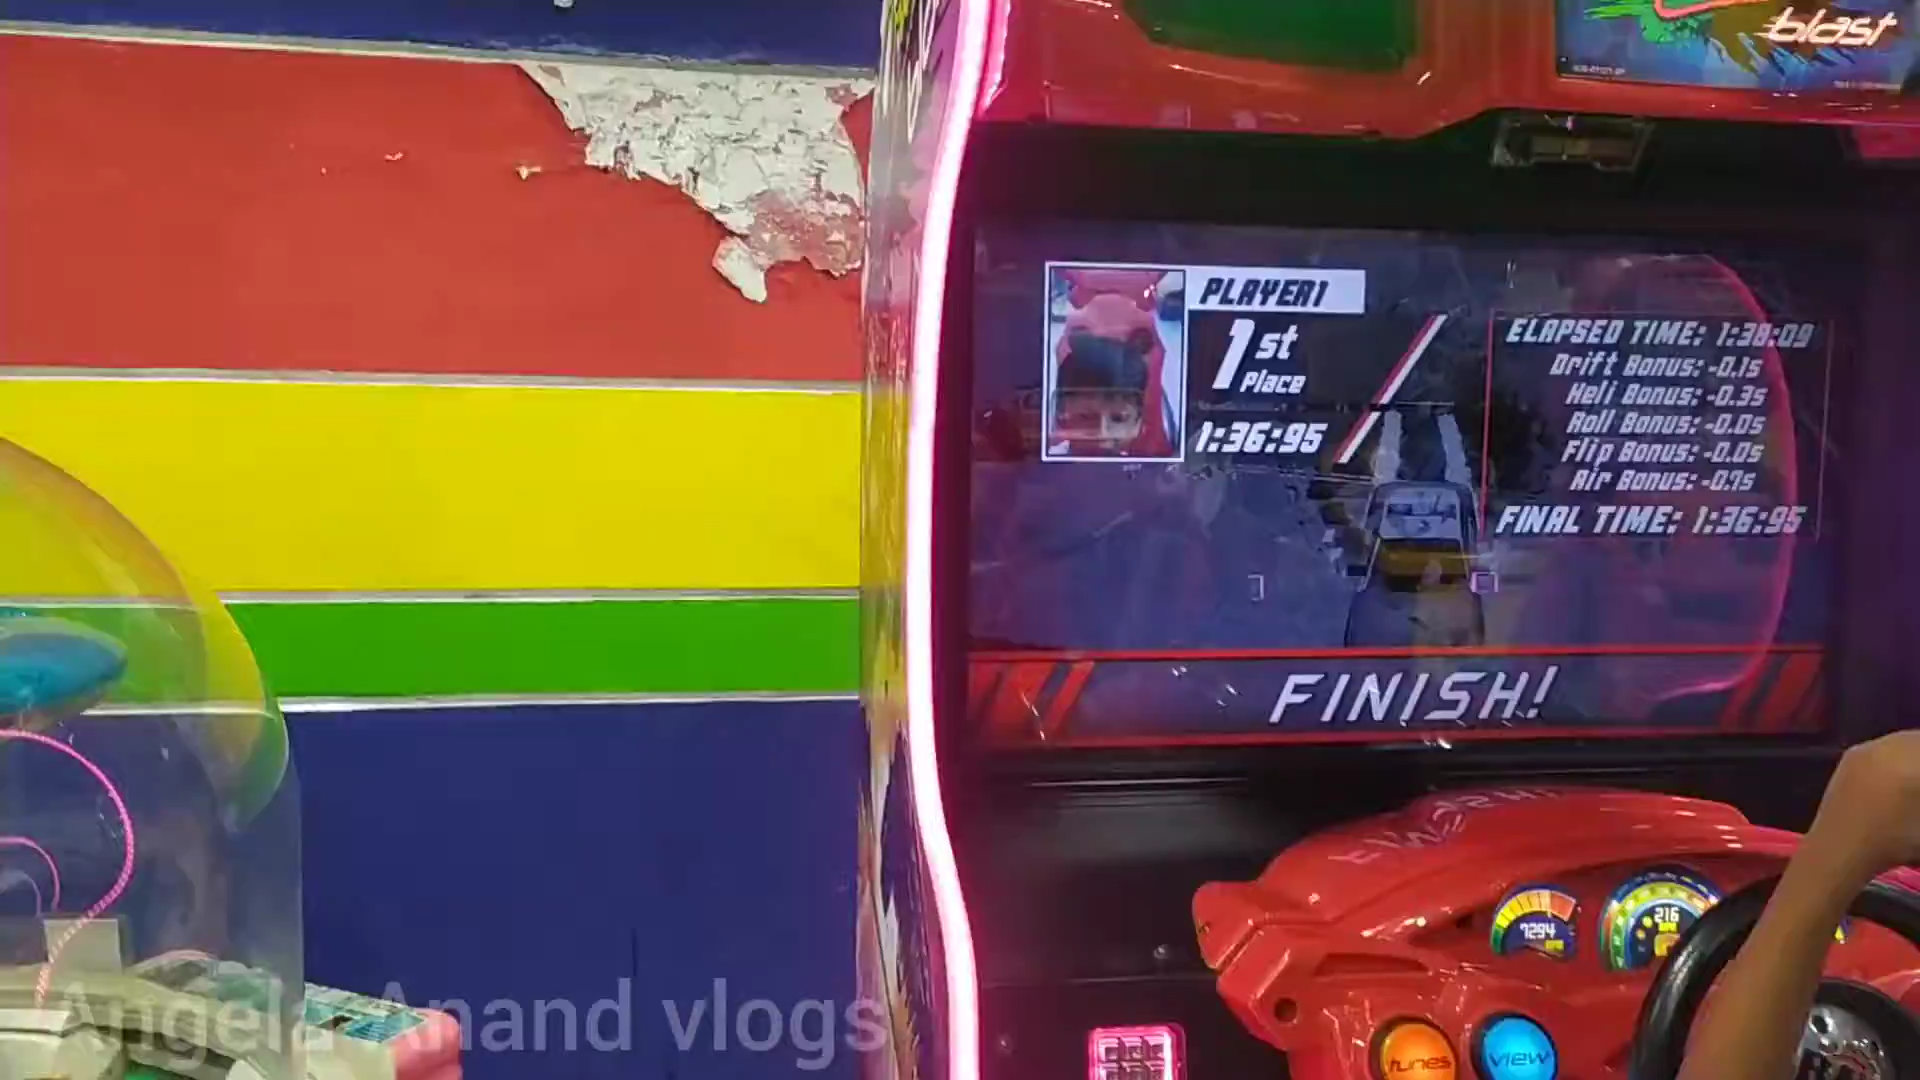 blast
PLAYER1
1st
Place
1:36:95
ELAPSED TIME: 1:38:09
Drift Bonus: -0.1s
Heli Bonus: -0.3s
Roll Bonus: -0.0s
Flip Bonus: -0.0s
Air Bonus: -0.7s
FINAL TIME: 1:36:95
FINISH!
7294
216
tunes
view
Angela Anand vlogs